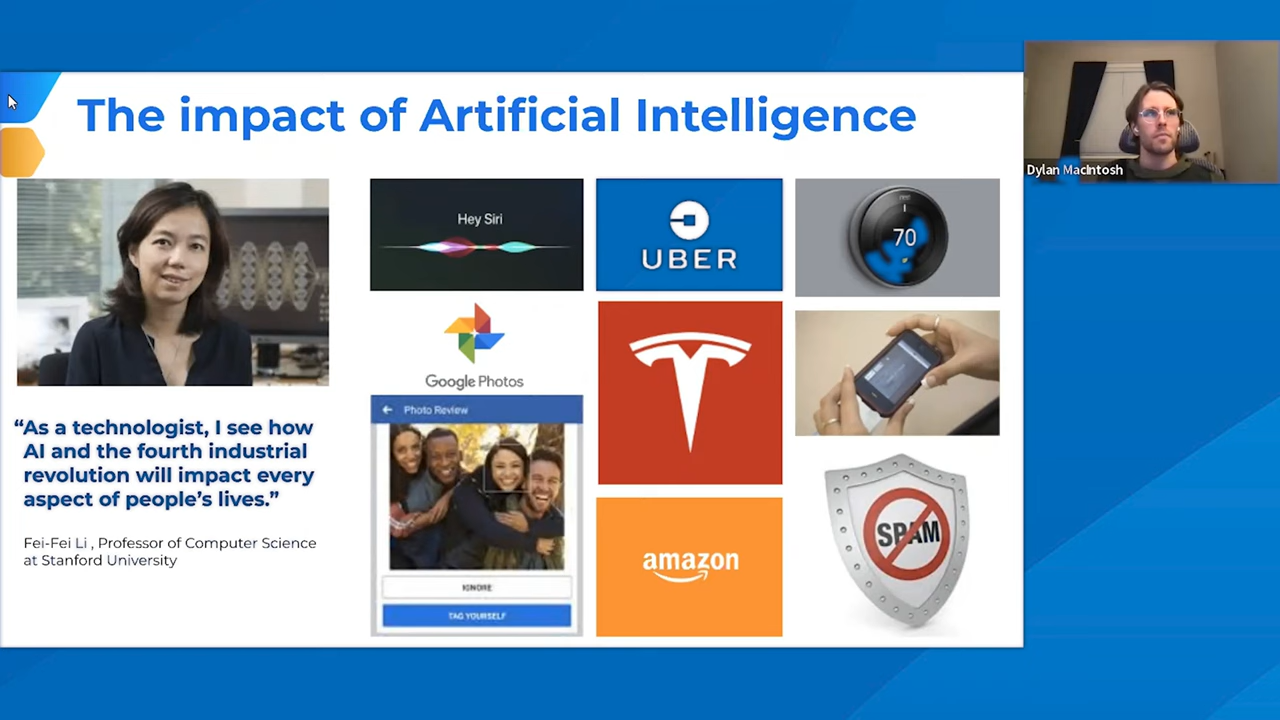 The impact of Artificial Intelligence
Dylan MacIntosh
Hey Siri
UBER
70
Google Photos
Photo Review
IGNORE
TAG YOURSELF
amazon
SPAM
“As a technologist, I see how
AI and the fourth industrial
revolution will impact every
aspect of people’s lives.”
Fei-Fei Li , Professor of Computer Science
at Stanford University